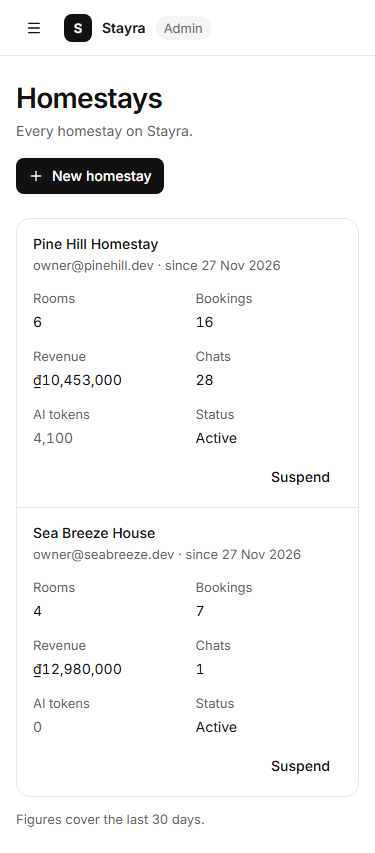 S Stayra Admin
Homestays
Every homestay on Stayra.
+ New homestay
Pine Hill Homestay
owner@pinehill.dev · since 27 Nov 2026
Rooms Bookings
6 16
Revenue Chats
₫10,453,000 28
AI tokens Status
4,100 Active
Suspend
Sea Breeze House
owner@seabreeze.dev · since 27 Nov 2026
Rooms Bookings
4 7
Revenue Chats
₫12,980,000 1
AI tokens Status
0 Active
Suspend
Figures cover the last 30 days.